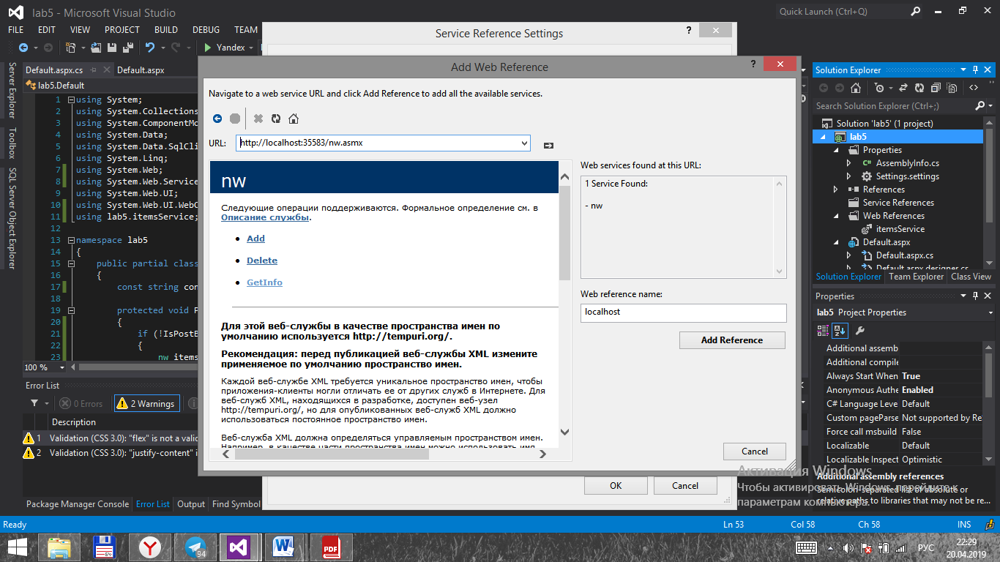 lab5 - Microsoft Visual Studio
Quick Launch (Ctrl+Q)
FILE EDIT VIEW PROJECT BUILD DEBUG TEAM
Yandex
Service Reference Settings
?
Add Web Reference
?
Navigate to a web service URL and click Add Reference to add all the available services.
URL: http://localhost:35583/nw.asmx
nw
Следующие операции поддерживаются. Формальное определение см. в
Описание службы.
Add
Delete
GetInfo
Для этой веб-службы в качестве пространства имен по
умолчанию используется http://tempuri.org/.
Рекомендация: перед публикацией веб-службы XML измените
применяемое по умолчанию пространство имен.
Каждой веб-службе XML требуется уникальное пространство имен, чтобы
приложения-клиенты могли отличать ее от других служб в Интернете. Для
веб-служб XML, находящихся в разработке, доступен веб-узел
http://tempuri.org/, но для опубликованных веб-служб XML должно
использоваться постоянное пространство имен.
Веб-служба XML должна определяться управляемым пространством имен.
Например, в качестве части пространства имен можно использовать имя
Web services found at this URL:
1 Service Found:
- nw
Web reference name:
localhost
Add Reference
Cancel
OK Cancel
Server Explorer
Toolbox
SQL Server Object Explorer
Default.aspx.cs Default.aspx
lab5.Default
1 using System;
2 using System.Collections
3 using System.ComponentMo
4 using System.Data;
5 using System.Data.SqlCli
6 using System.Linq;
7 using System.Web;
8 using System.Web.Service
9 using System.Web.UI;
10 using System.Web.UI.WebC
11 using lab5.itemsService;
12
13 namespace lab5
14 {
15 public partial class
16 {
17 const string con
18
19 protected void P
20 {
21 if (!IsPostB
22 {
23 nw items
100 %
Error List
0 Errors 2 Warnings
Description
1 Validation (CSS 3.0): "flex" is not a valid
2 Validation (CSS 3.0): "justify-content" i
Package Manager Console Error List Output Find Symbol
Solution Explorer
Search Solution Explorer (Ctrl+;)
Solution 'lab5' (1 project)
lab5
Properties
AssemblyInfo.cs
Settings.settings
References
Service References
Web References
itemsService
Default.aspx
Default.aspx.cs
Default.aspx.designer.cs
Solution Explorer Team Explorer Class View
Properties
lab5 Project Properties
Additional assemb
Additional compile
Always Start When True
Anonymous Authe Enabled
C# Language Leve Default
Custom pageParse Not supported by Re
Force call msbuild False
Localizable Default
Localizable Inspect Optimistic
Additional assembly references
Semicolon-separated list of absolute or
relative paths to libraries that may not be re...
Активация Windows
Чтобы активировать Windows, перейдите к
параметрам компьютера.
Ready Ln 53 Col 58 Ch 58 INS
64
94
PDF
РУС
22:29
20.04.2019